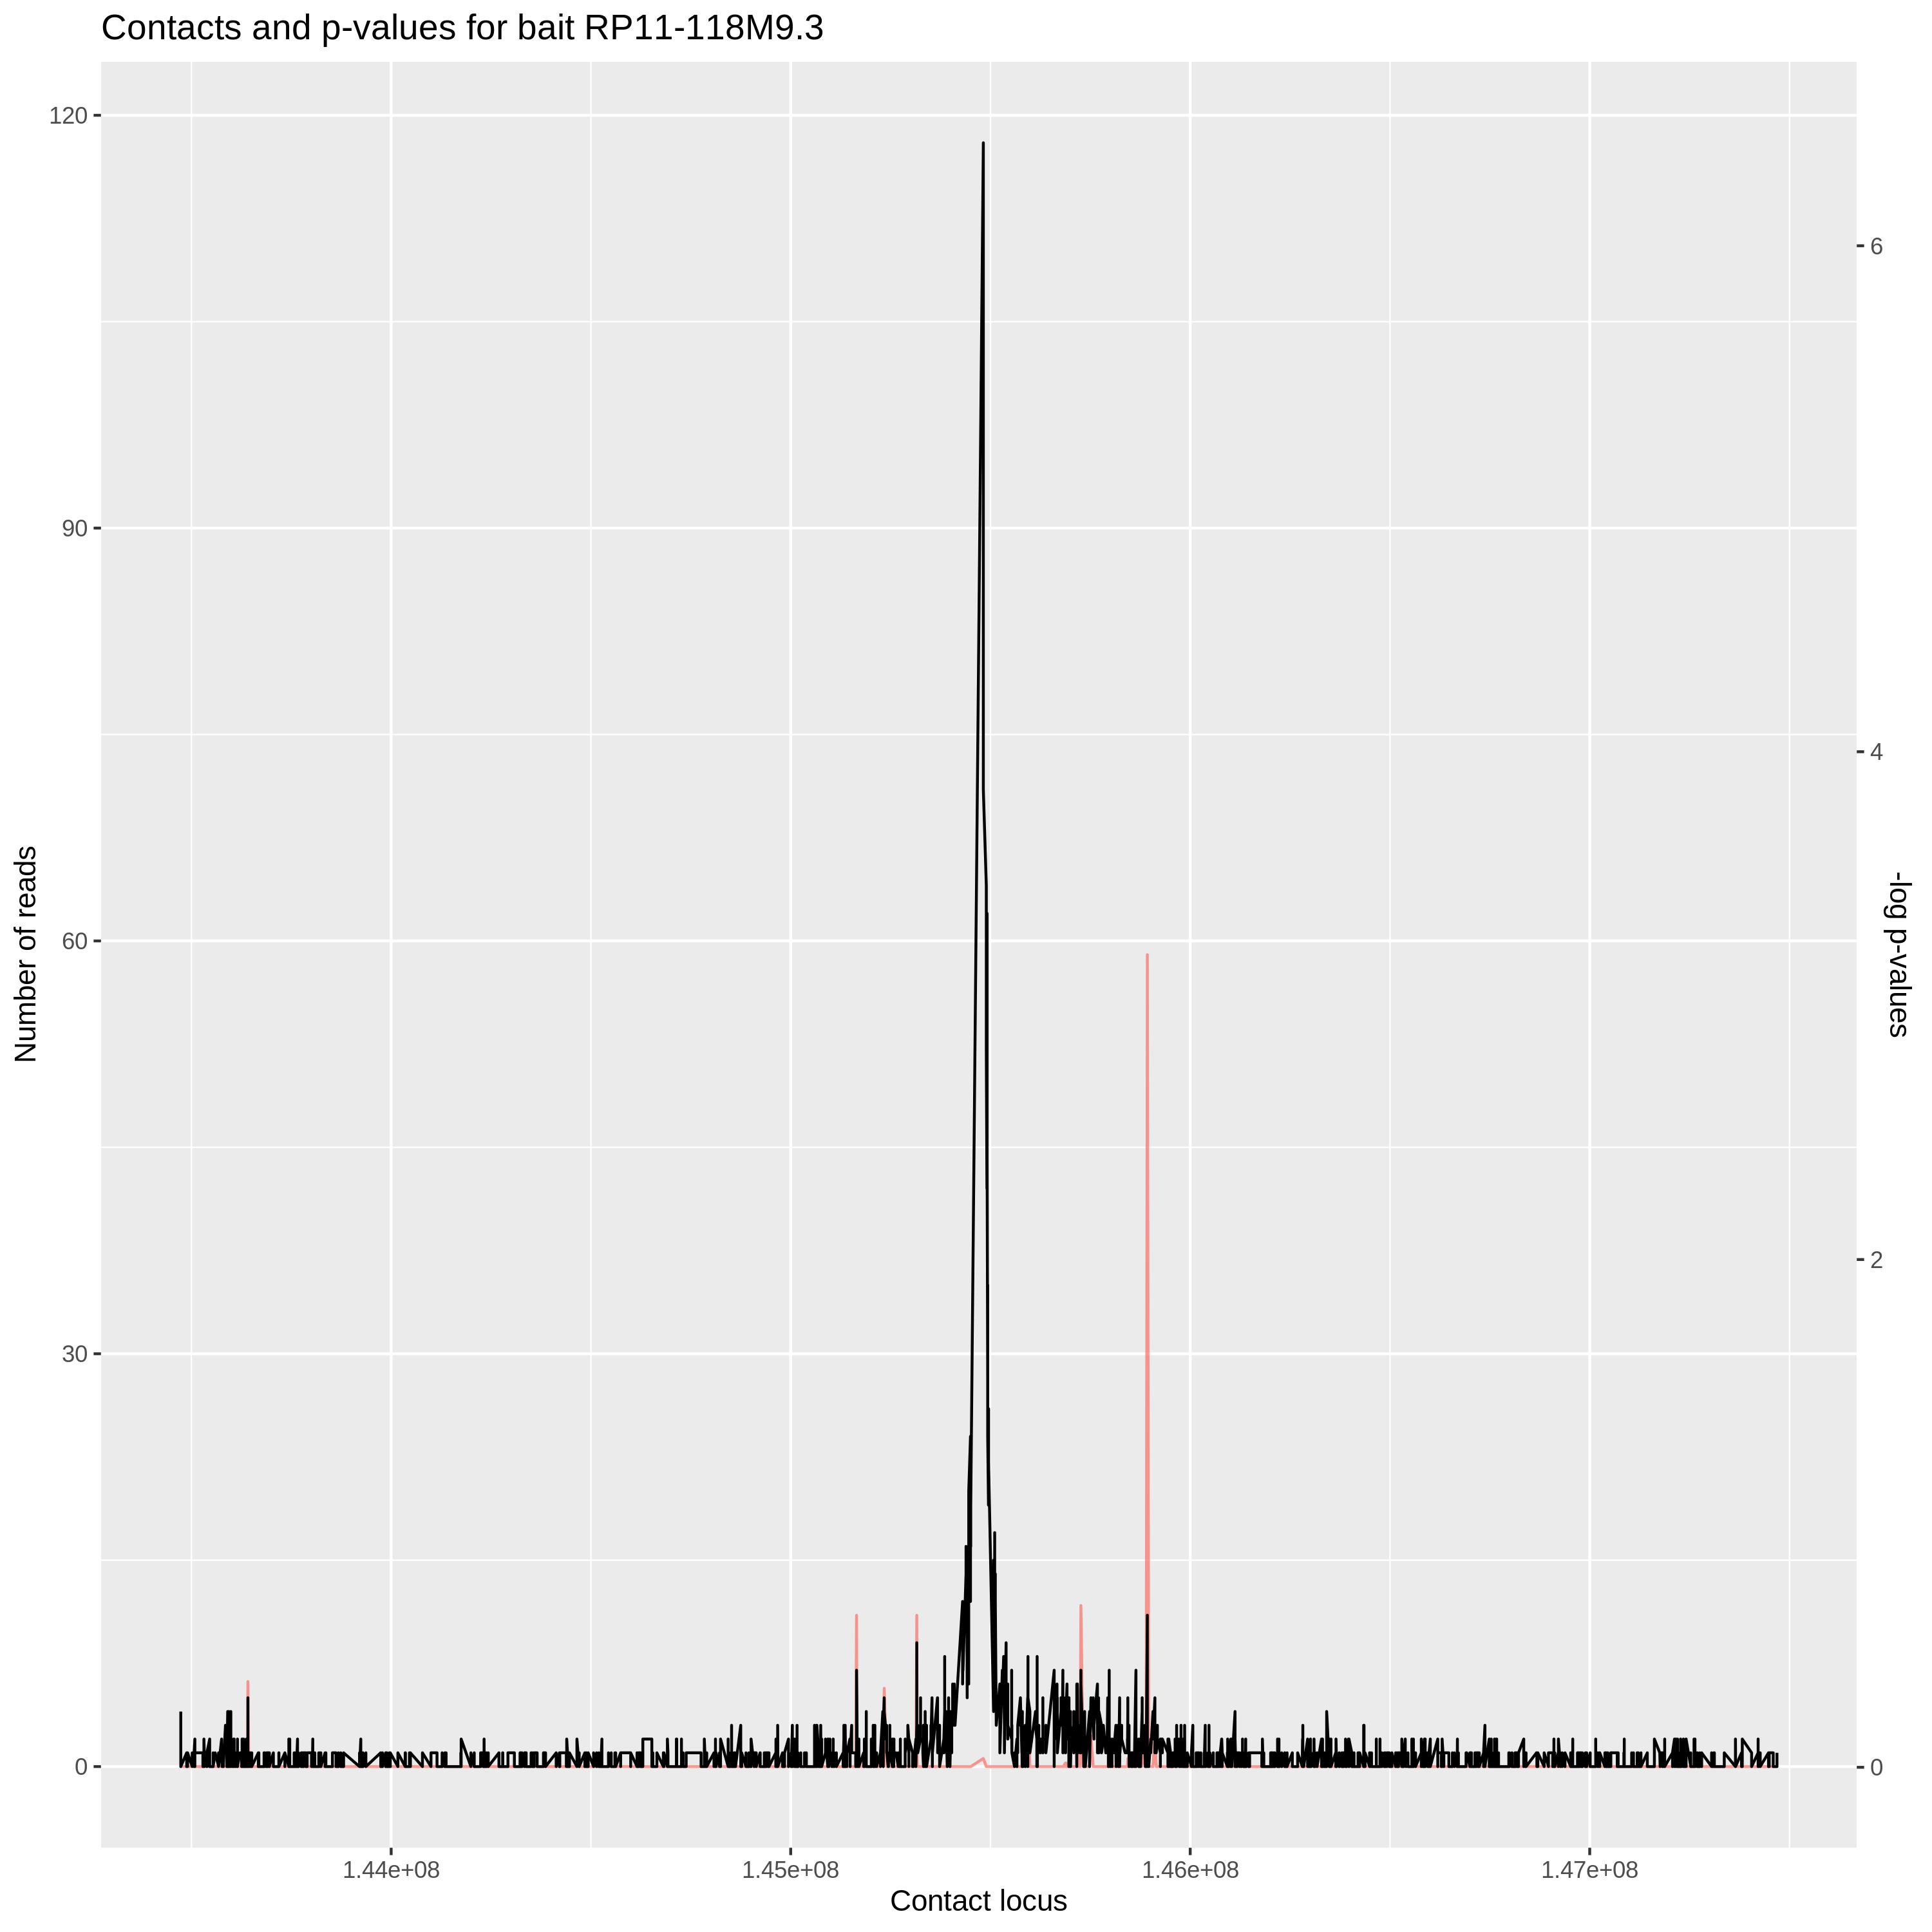 Contacts and p-values for bait RP11-118M9.3
120
90
60
30
0
Number of reads
6
4
2
0
-log p-values
1.44e+08
1.45e+08
1.46e+08
1.47e+08
Contact locus